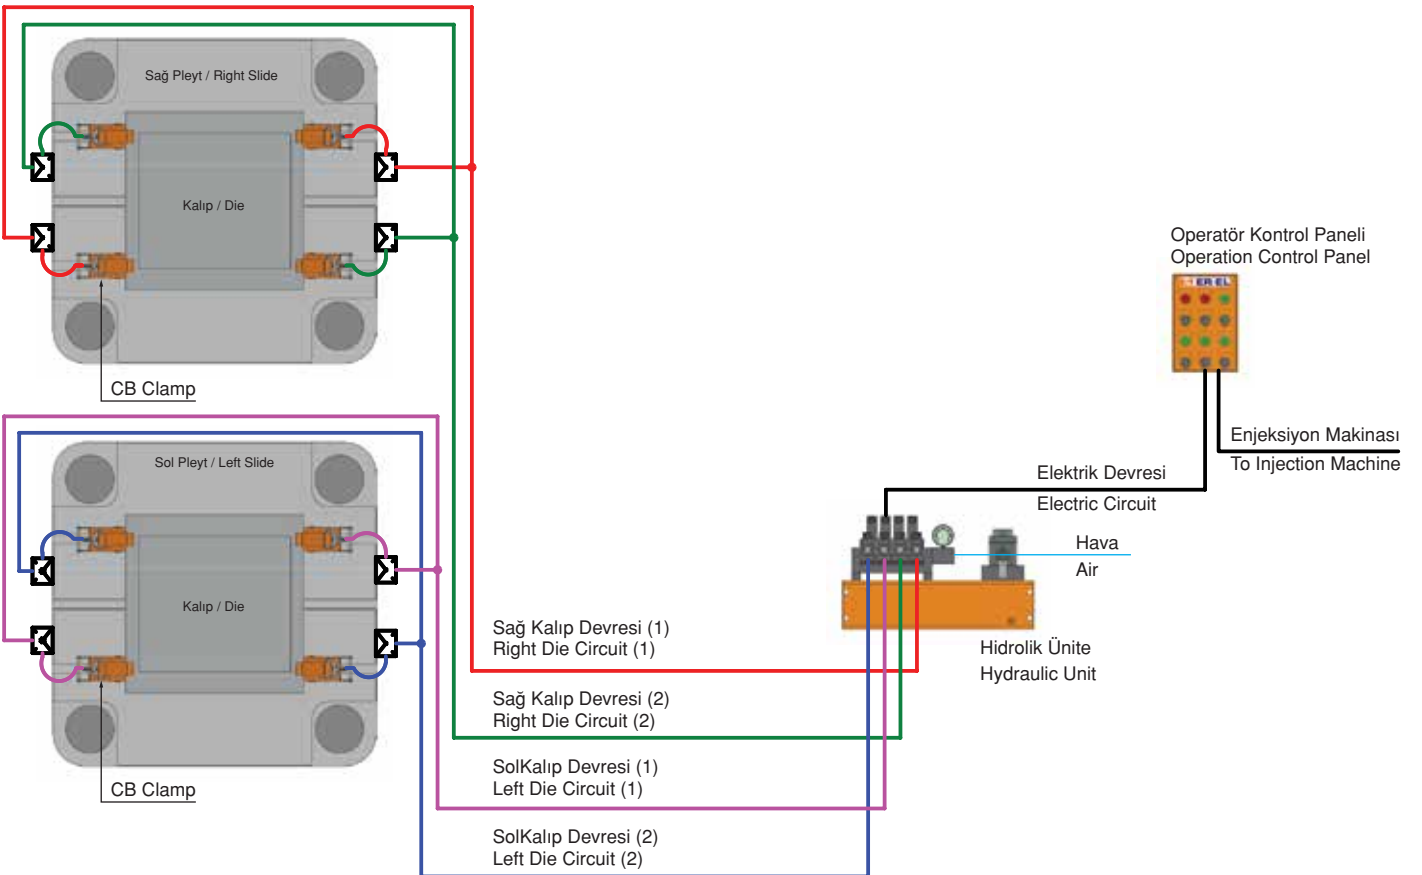 Sağ Pleyt / Right Slide
Kalıp / Die
CB Clamp
Sol Pleyt / Left Slide
Kalıp / Die
CB Clamp
Sağ Kalıp Devresi (1)
Right Die Circuit (1)
Sağ Kalıp Devresi (2)
Right Die Circuit (2)
SolKalıp Devresi (1)
Left Die Circuit (1)
SolKalıp Devresi (2)
Left Die Circuit (2)
Operatör Kontrol Paneli
Operation Control Panel
Enjeksiyon Makinası
To Injection Machine
Elektrik Devresi
Electric Circuit
Hava
Air
Hidrolik Ünite
Hydraulic Unit